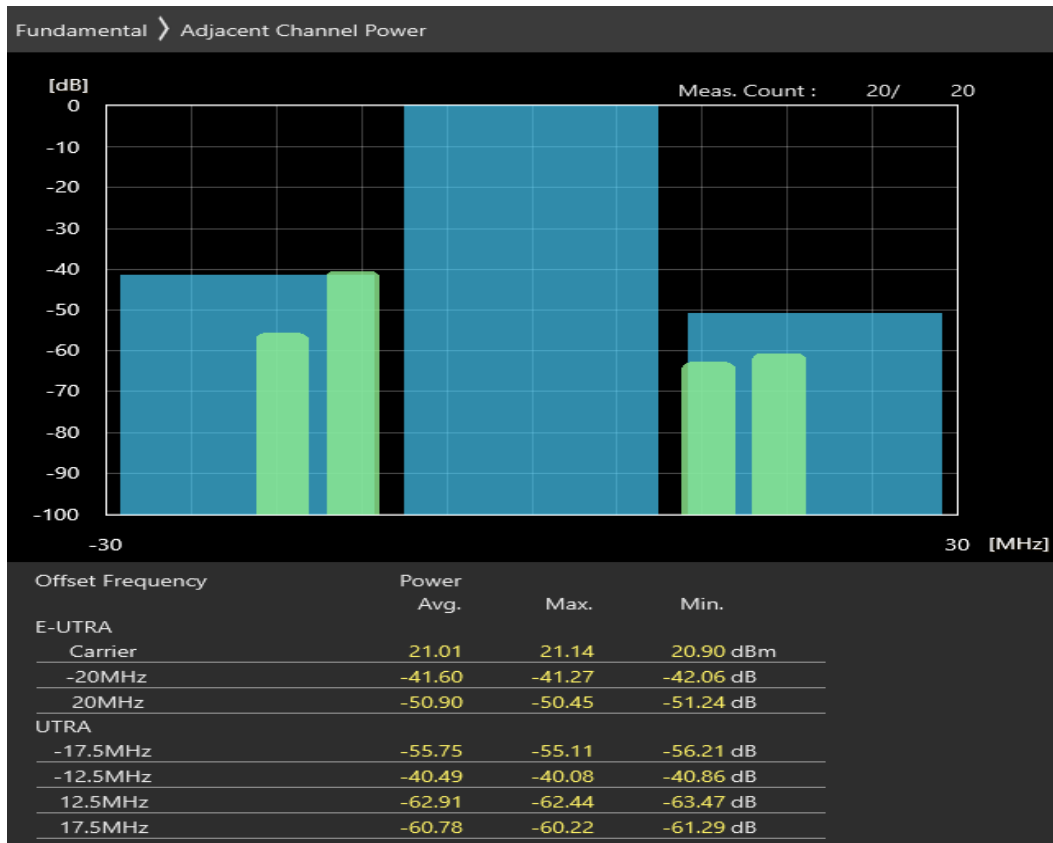 Fundamental 〉 Adjacent Channel Power
[dB]
Meas. Count : 20/ 20
0
-10
-20
-30
-40
-50
-60
-70
-80
-90
-100
-30 30 [MHz]
Offset Frequency Power
Avg. Max. Min.
E-UTRA
Carrier 21.01 21.14 20.90 dBm
-20MHz -41.60 -41.27 -42.06 dB
20MHz -50.90 -50.45 -51.24 dB
UTRA
-17.5MHz -55.75 -55.11 -56.21 dB
-12.5MHz -40.49 -40.08 -40.86 dB
12.5MHz -62.91 -62.44 -63.47 dB
17.5MHz -60.78 -60.22 -61.29 dB